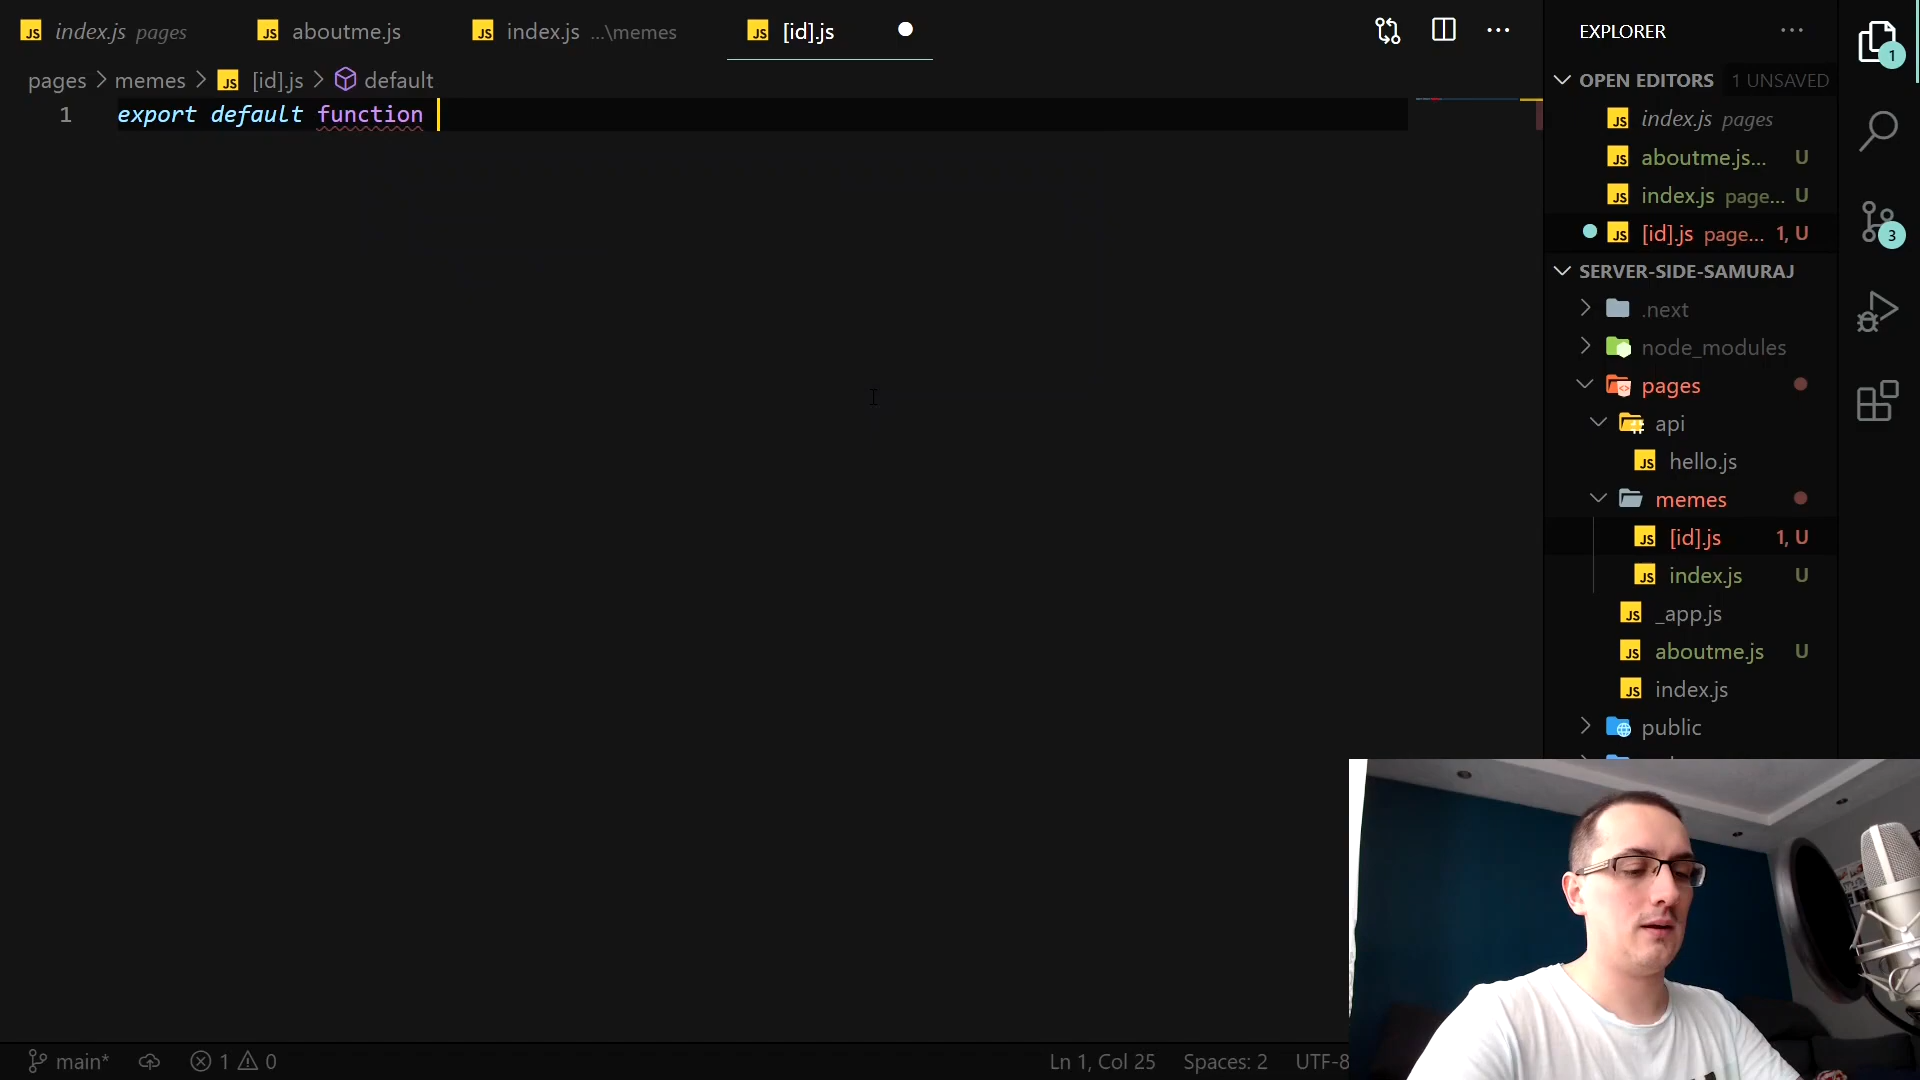 index.js pages
aboutme.js
index.js ...\memes
[id].js
pages > memes > [id].js > default
1 export default function
EXPLORER
OPEN EDITORS 1 UNSAVED
index.js pages
aboutme.js... U
index.js page... U
[id].js page... 1, U
SERVER-SIDE-SAMURAJ
.next
node_modules
pages
api
hello.js
memes
[id].js 1, U
index.js U
_app.js
aboutme.js U
index.js
public
1
3
main*
1 0
Ln 1, Col 25
Spaces: 2
UTF-8